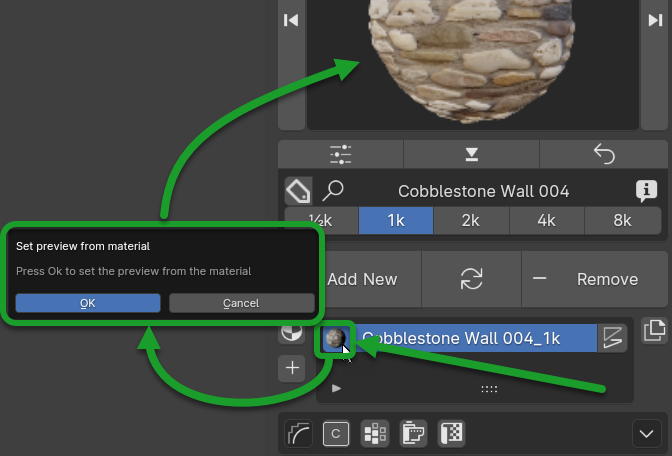 Cobblestone Wall 004
½k 1k 2k 4k 8k
Set preview from material
Press Ok to set the preview from the material
OK Cancel
Add New Remove
Cobblestone Wall 004_1k
C